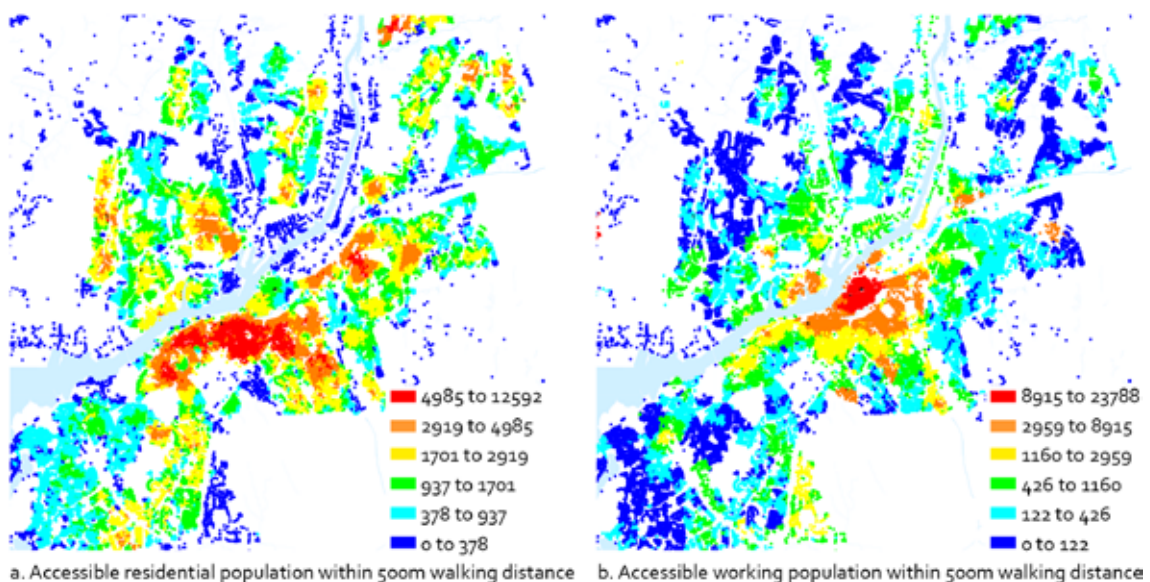 4985 to 12592
2919 to 4985
1701 to 2919
937 to 1701
378 to 937
0 to 378
a. Accessible residential population within 500m walking distance
8915 to 23788
2959 to 8915
1160 to 2959
426 to 1160
122 to 426
0 to 122
b. Accessible working population within 500m walking distance